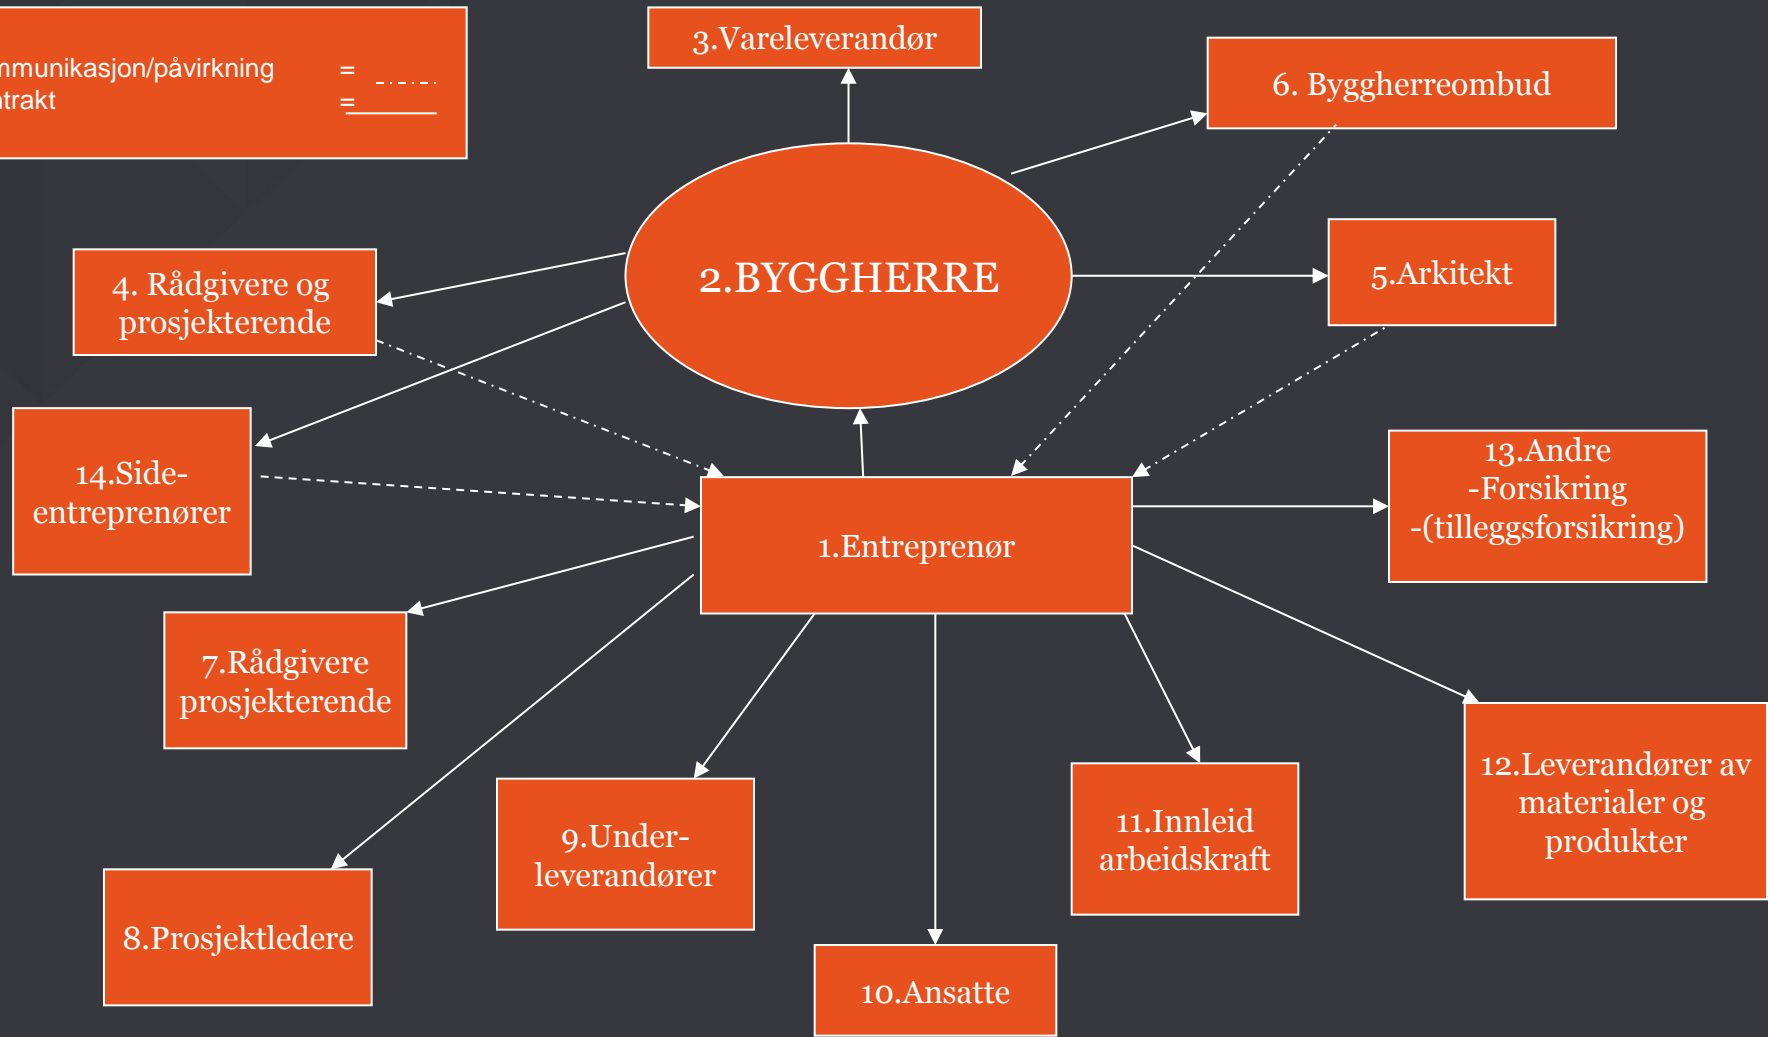 mmunikasjon/påvirkning =
ntrakt =
3.Vareleverandør
6. Byggherreombud
4. Rådgivere og
prosjekterende
2.BYGGHERRE
5.Arkitekt
14.Side-
entreprenører
1.Entreprenør
13.Andre
-Forsikring
-(tilleggsforsikring)
7.Rådgivere
prosjekterende
8.Prosjektledere
9.Under-
leverandører
10.Ansatte
11.Innleid
arbeidskraft
12.Leverandører av
materialer og
produkter